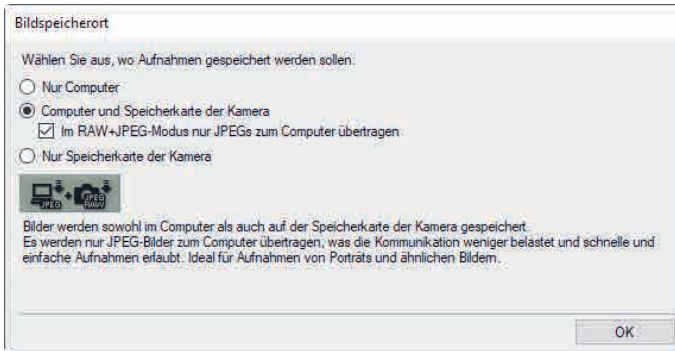 Bildspeicherort
Wählen Sie aus, wo Aufnahmen gespeichert werden sollen.
Nur Computer
Computer und Speicherkarte der Kamera
Im RAW+JPEG-Modus nur JPEGs zum Computer übertragen
Nur Speicherkarte der Kamera
JPEG + JPEG RAW
Bilder werden sowohl im Computer als auch auf der Speicherkarte der Kamera gespeichert.
Es werden nur JPEG-Bilder zum Computer übertragen, was die Kommunikation weniger belastet und schnelle und
einfache Aufnahmen erlaubt. Ideal für Aufnahmen von Porträts und ähnlichen Bildern.
OK